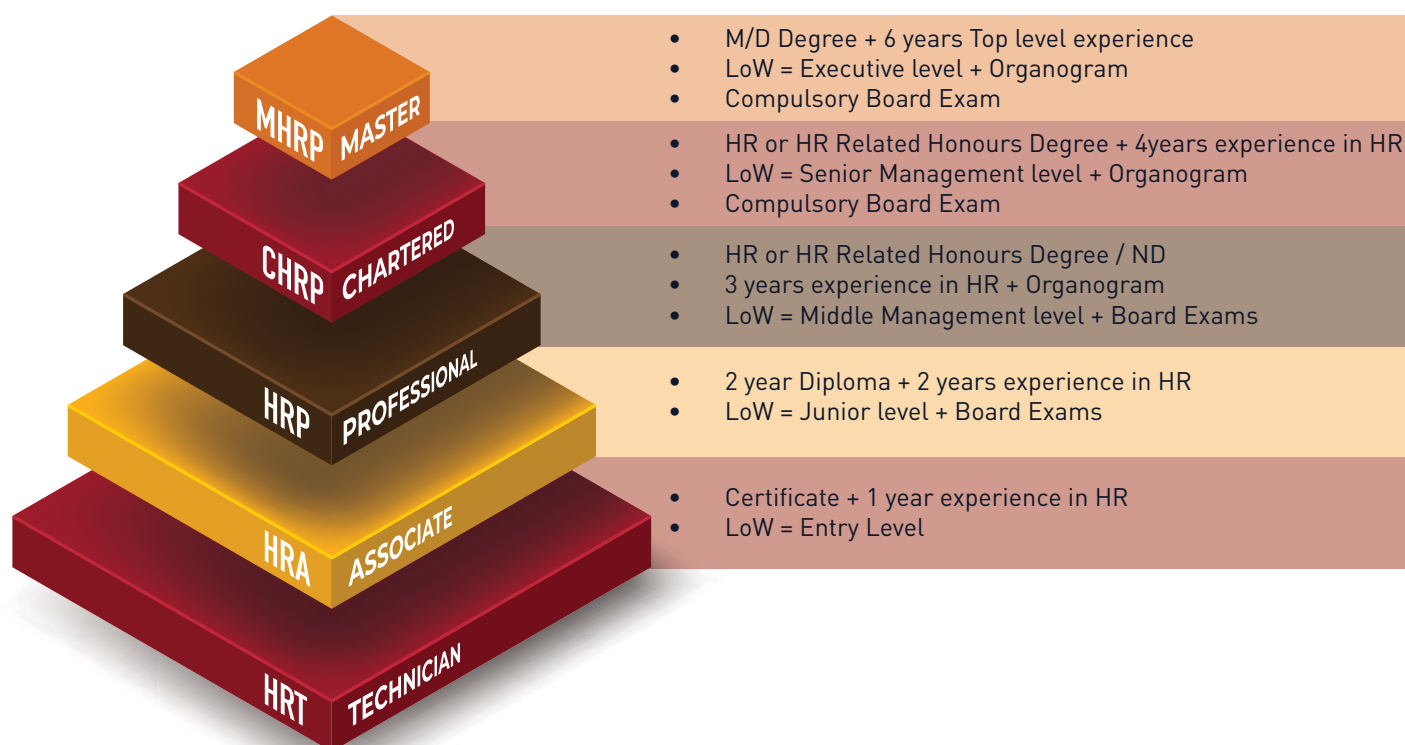 MHRP MASTER
• M/D Degree + 6 years Top level experience
• LoW = Executive level + Organogram
• Compulsory Board Exam
CHRP CHARTERED
• HR or HR Related Honours Degree + 4years experience in HR
• LoW = Senior Management level + Organogram
• Compulsory Board Exam
HRP PROFESSIONAL
• HR or HR Related Honours Degree / ND
• 3 years experience in HR + Organogram
• LoW = Middle Management level + Board Exams
HRA ASSOCIATE
• 2 year Diploma + 2 years experience in HR
• LoW = Junior level + Board Exams
HRT TECHNICIAN
• Certificate + 1 year experience in HR
• LoW = Entry Level